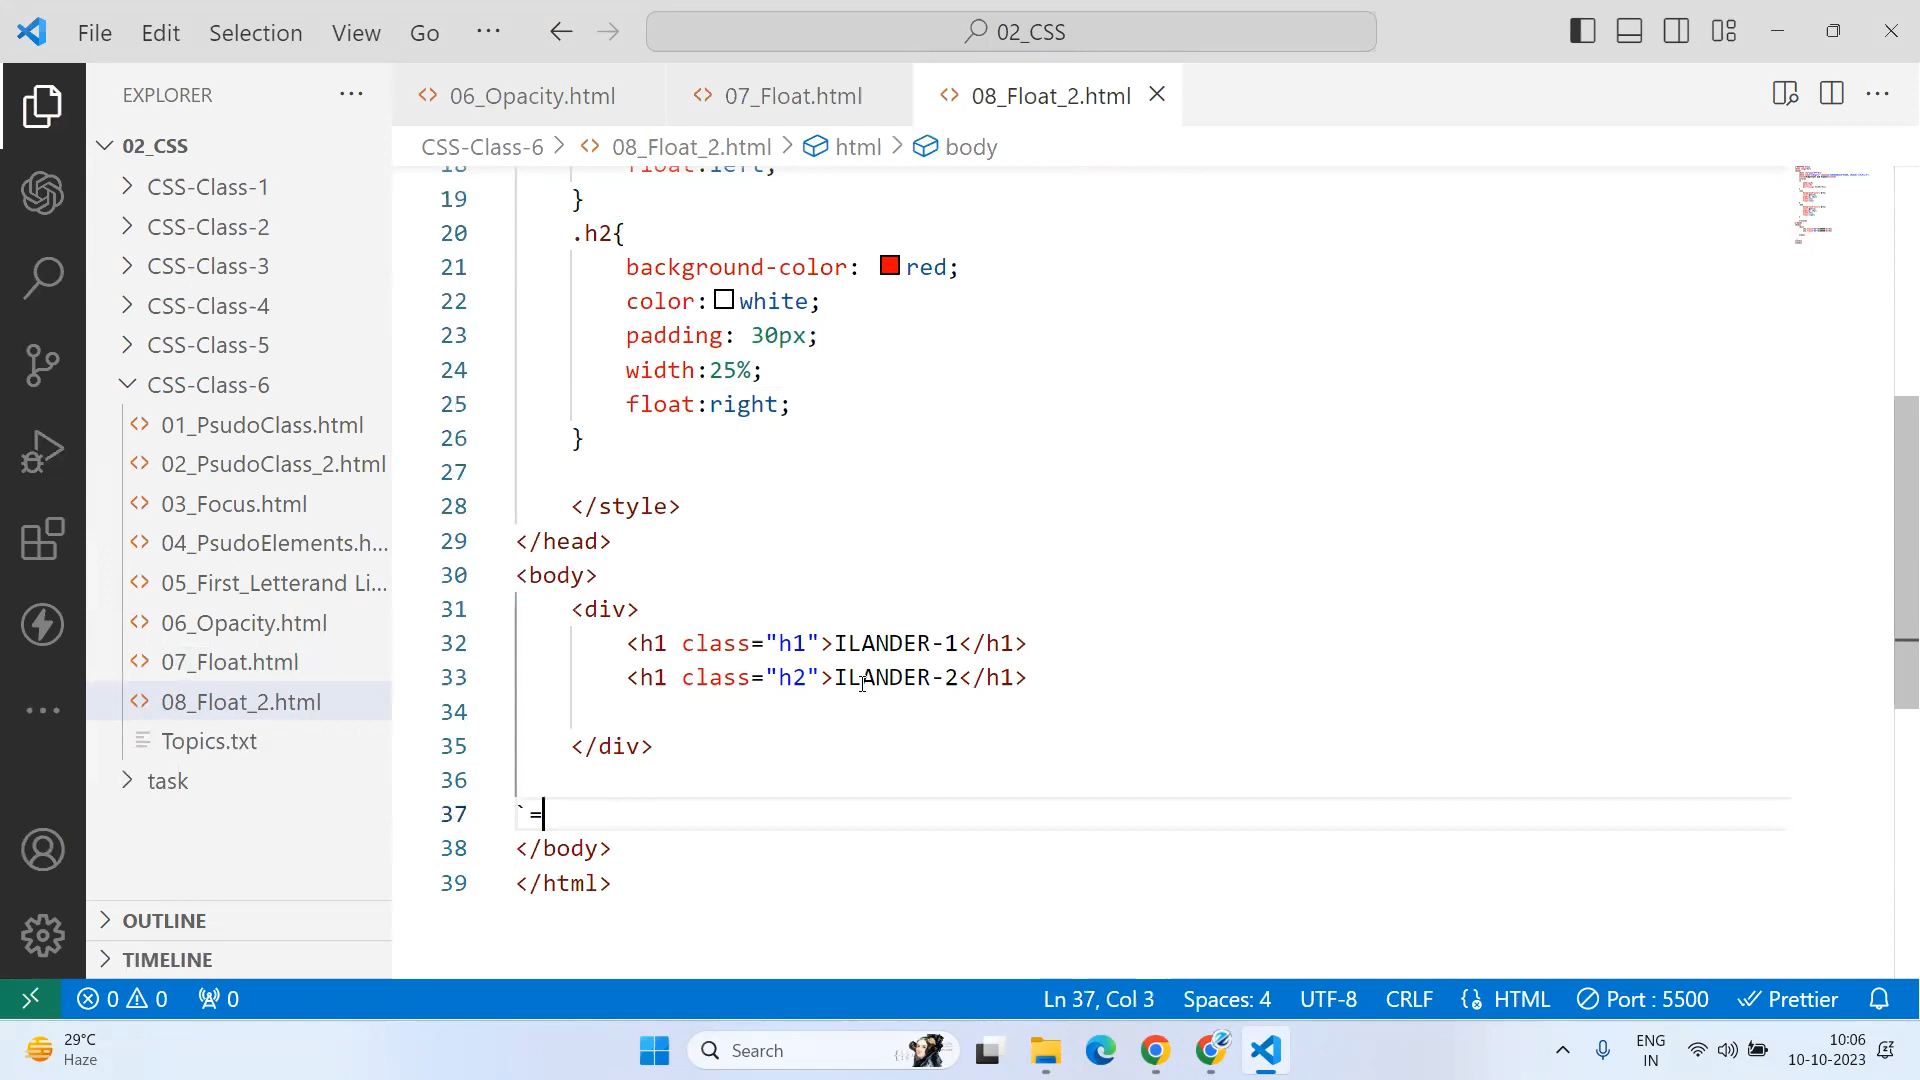 File Edit Selection View Go ··· 02_CSS
EXPLORER ···
06_Opacity.html 07_Float.html 08_Float_2.html
CSS-Class-6 > 08_Float_2.html > html > body
02_CSS
CSS-Class-1
CSS-Class-2
CSS-Class-3
CSS-Class-4
CSS-Class-5
CSS-Class-6
01_PsudoClass.html
02_PsudoClass_2.html
03_Focus.html
04_PsudoElements.h...
05_First_Letterand Li...
06_Opacity.html
07_Float.html
08_Float_2.html
Topics.txt
task
OUTLINE
TIMELINE
18 float:left;
19 }
20 .h2{
21 background-color: red;
22 color:white;
23 padding: 30px;
24 width:25%;
25 float:right;
26 }
27
28 </style>
29 </head>
30 <body>
31 <div>
32 <h1 class="h1">ILANDER-1</h1>
33 <h1 class="h2">ILANDER-2</h1>
34
35 </div>
36
37 `=
38 </body>
39 </html>
0 0 0 Ln 37, Col 3 Spaces: 4 UTF-8 CRLF HTML Port : 5500 Prettier
29°C
Haze
Search
ENG
IN
10:06
10-10-2023